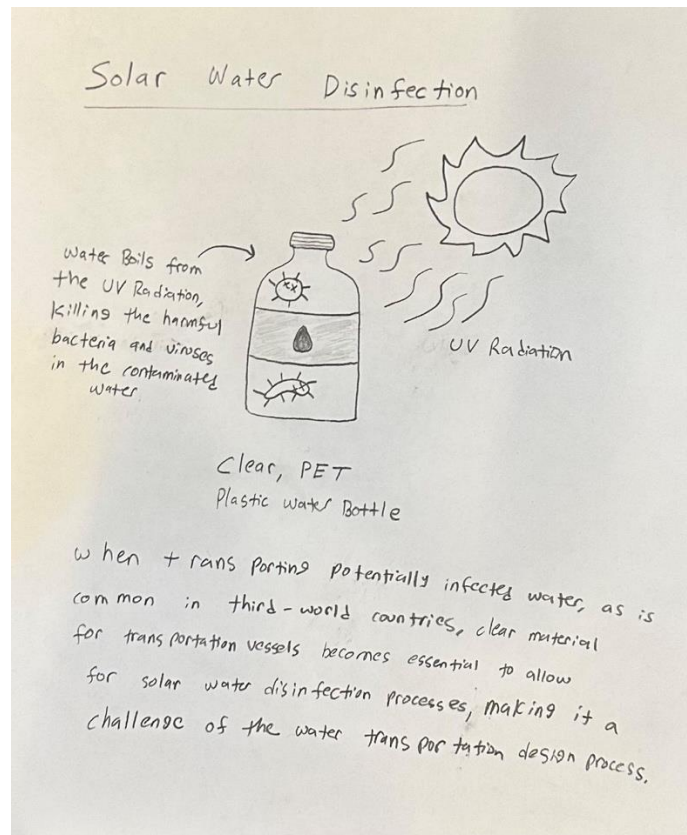 Solar Water Disinfection
Water Boils from
the UV Radiation,
killing the harmful
bacteria and viruses
in the contaminated
water
UV Radiation
Clear, PET
Plastic Water Bottle
When transporting potentially infected water, as is
common in third-world countries, clear material
for transportation vessels becomes essential to allow
for solar water disinfection processes, making it a
challenge of the water transportation design process.